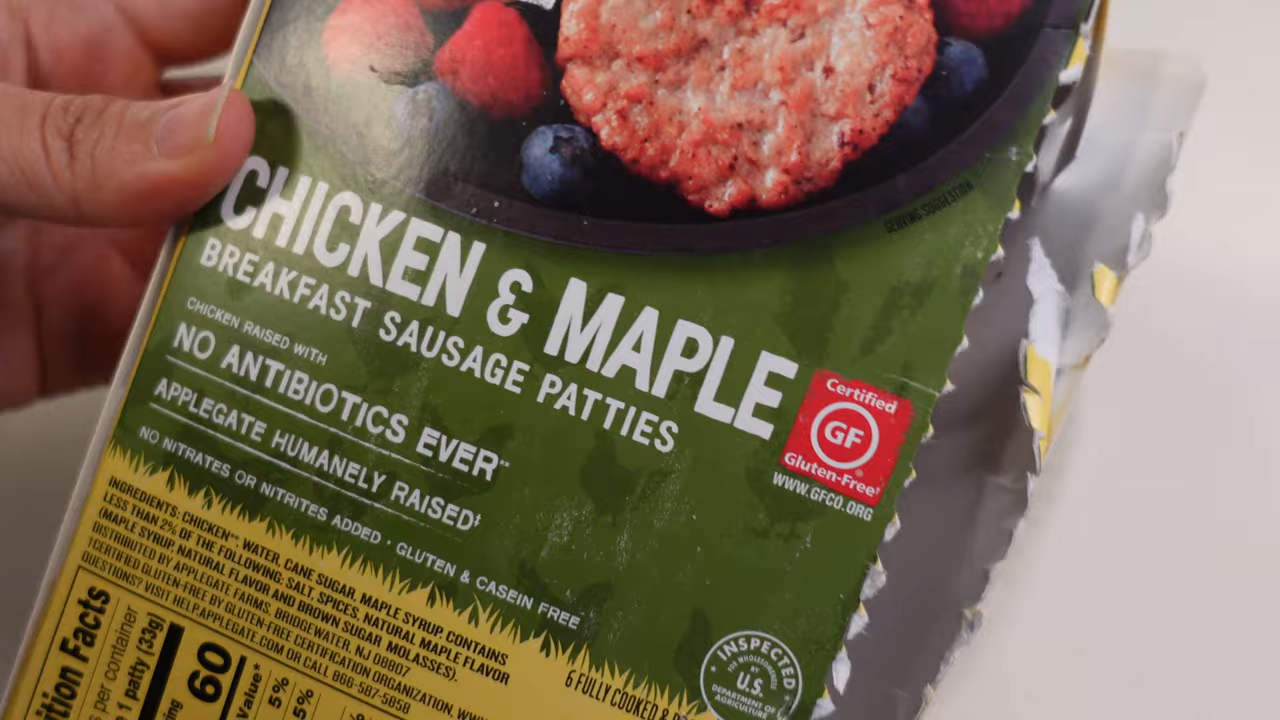 SERVING SUGGESTION
CHICKEN & MAPLE
BREAKFAST SAUSAGE PATTIES
CHICKEN RAISED WITH
NO ANTIBIOTICS EVER**
APPLEGATE HUMANELY RAISED‡
NO NITRATES OR NITRITES ADDED · GLUTEN & CASEIN FREE
Certified
GF
Gluten-Free
WWW.GFCO.ORG
INGREDIENTS: CHICKEN** WATER, CANE SUGAR, MAPLE SYRUP. CONTAINS
LESS THAN 2% OF THE FOLLOWING: SALT, SPICES, NATURAL MAPLE FLAVOR
(MAPLE SYRUP, NATURAL FLAVOR AND BROWN SUGAR, MOLASSES).
DISTRIBUTED BY APPLEGATE FARMS, BRIDGEWATER, NJ 08807
CERTIFIED GLUTEN-FREE BY GLUTEN-FREE CERTIFICATION ORGANIZATION,
QUESTIONS? VISIT HELP.APPLEGATE.COM OR CALL 866-587-5858
6 FULLY COOKED &
INSPECTED
FOR WHOLESOMENESS
BY
U.S.
DEPARTMENT OF
AGRICULTURE
Facts
per container
1 patty (33g)
60
Value*
5%
5%